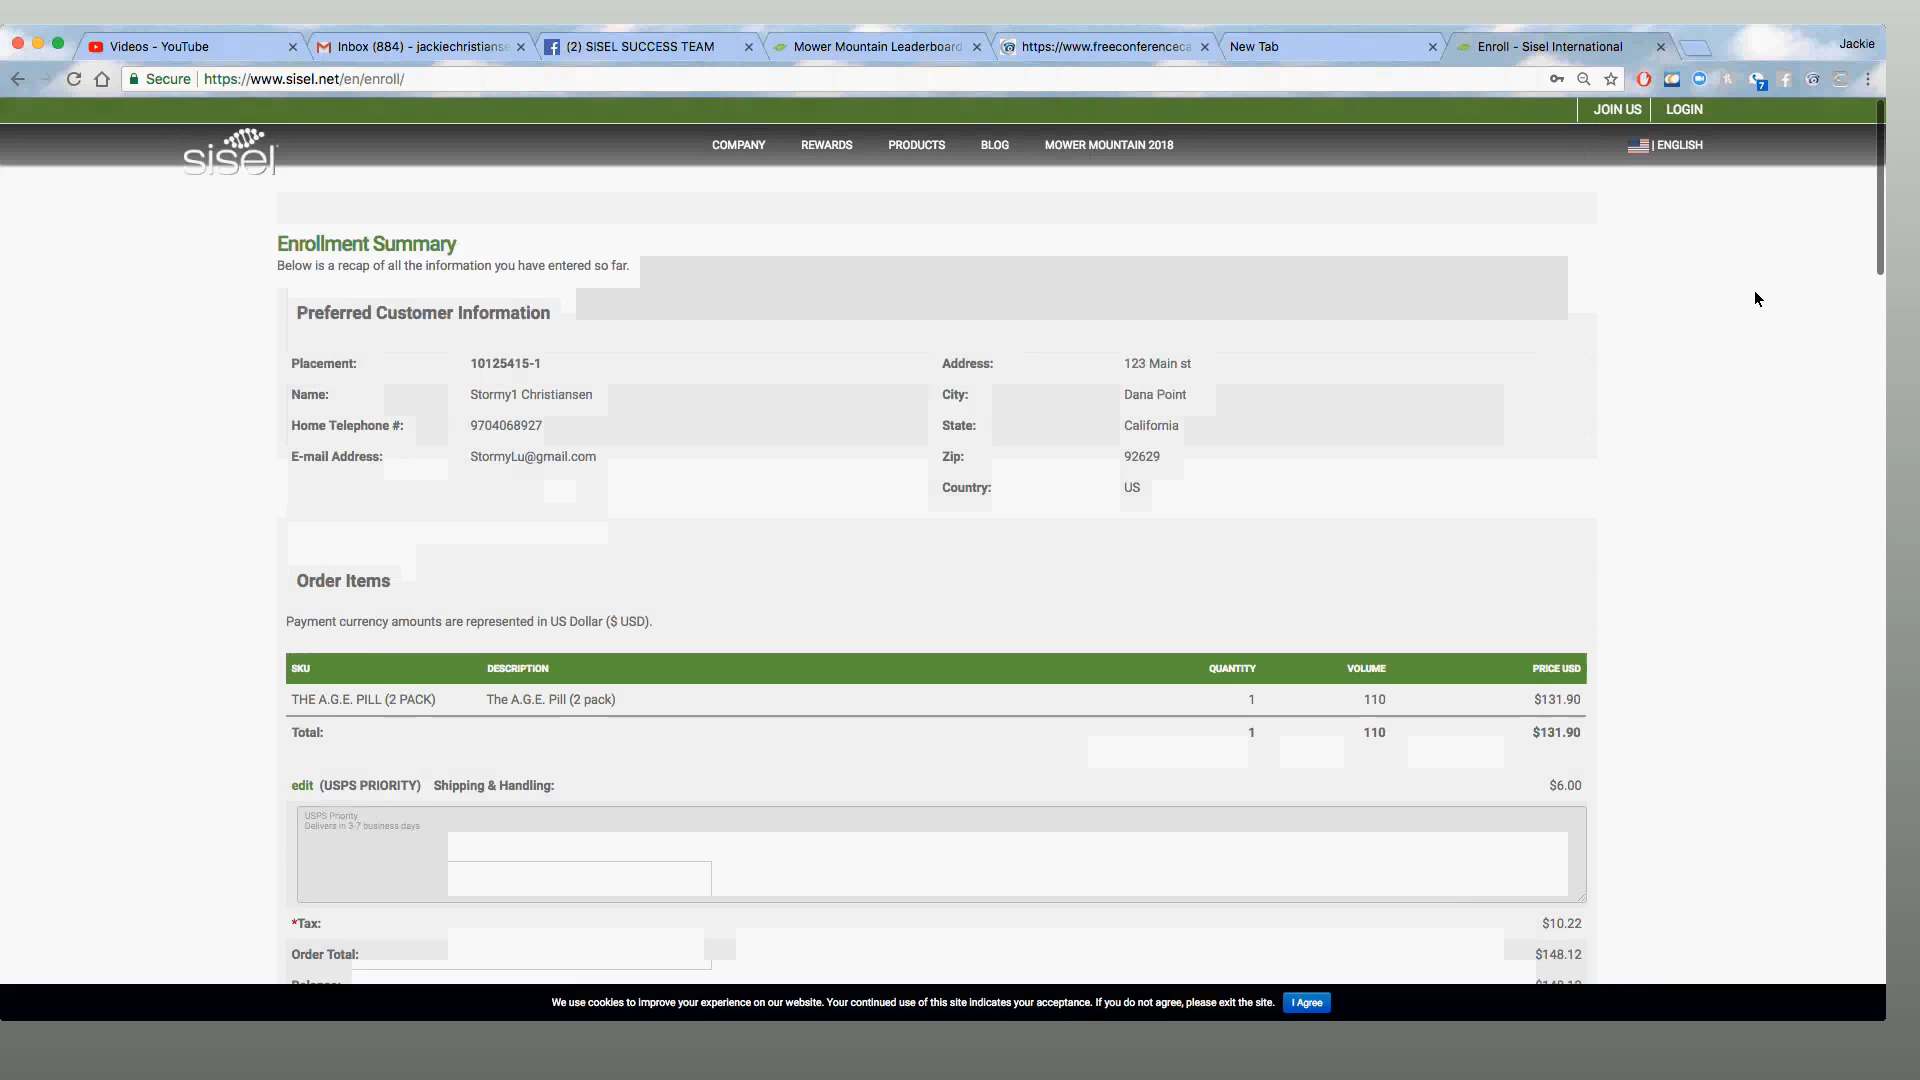 Videos - YouTube
Inbox (884) - jackiechristianse
(2) SISEL SUCCESS TEAM
Mower Mountain Leaderboard
https://www.freeconferenceca
New Tab
Enroll - Sisel International
Jackie
Secure
https://www.sisel.net/en/enroll/
7
JOIN US
LOGIN
sisel
COMPANY
REWARDS
PRODUCTS
BLOG
MOWER MOUNTAIN 2018
| ENGLISH
Enrollment Summary
Below is a recap of all the information you have entered so far.
Preferred Customer Information
Placement: 10125415-1
Address: 123 Main st
Name: Stormy1 Christiansen
City: Dana Point
Home Telephone #: 9704068927
State: California
E-mail Address: StormyLu@gmail.com
Zip: 92629
Country: US
Order Items
Payment currency amounts are represented in US Dollar ($ USD).
SKU DESCRIPTION QUANTITY VOLUME PRICE USD
THE A.G.E. PILL (2 PACK) The A.G.E. Pill (2 pack) 1 110 $131.90
Total: 1 110 $131.90
edit (USPS PRIORITY) Shipping & Handling: $6.00
USPS Priority
Delivers in 3-7 business days
*Tax: $10.22
Order Total: $148.12
We use cookies to improve your experience on our website. Your continued use of this site indicates your acceptance. If you do not agree, please exit the site.
I Agree